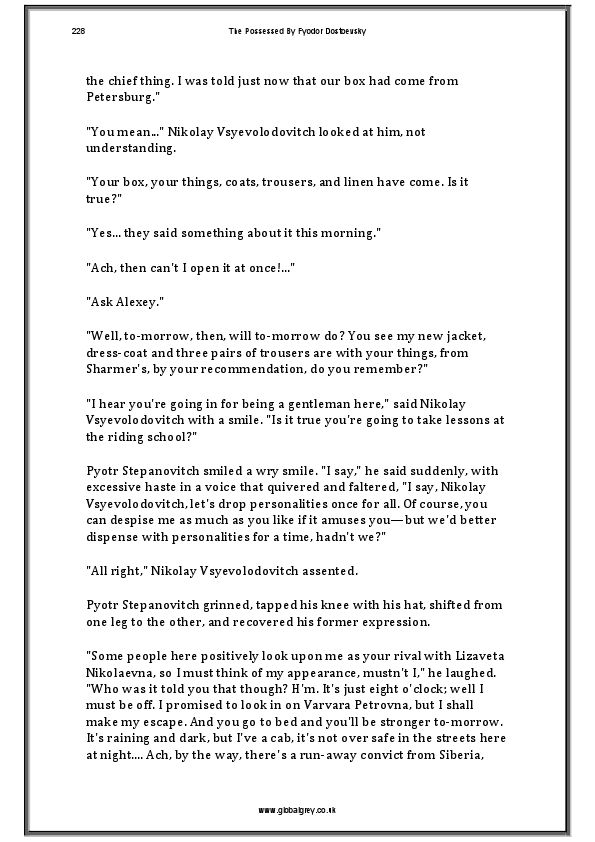 228 The Possessed By Fyodor Dostoevsky
the chief thing. I was told just now that our box had come from
Petersburg."
"You mean..." Nikolay Vsyevolodovitch looked at him, not
understanding.
"Your box, your things, coats, trousers, and linen have come. Is it
true?"
"Yes... they said something about it this morning."
"Ach, then can't I open it at once!..."
"Ask Alexey."
"Well, to-morrow, then, will to-morrow do? You see my new jacket,
dress-coat and three pairs of trousers are with your things, from
Sharmer's, by your recommendation, do you remember?"
"I hear you're going in for being a gentleman here," said Nikolay
Vsyevolodovitch with a smile. "Is it true you're going to take lessons at
the riding school?"
Pyotr Stepanovitch smiled a wry smile. "I say," he said suddenly, with
excessive haste in a voice that quivered and faltered, "I say, Nikolay
Vsyevolodovitch, let's drop personalities once for all. Of course, you
can despise me as much as you like if it amuses you—but we'd better
dispense with personalities for a time, hadn't we?"
"All right," Nikolay Vsyevolodovitch assented.
Pyotr Stepanovitch grinned, tapped his knee with his hat, shifted from
one leg to the other, and recovered his former expression.
"Some people here positively look upon me as your rival with Lizaveta
Nikolaevna, so I must think of my appearance, mustn't I," he laughed.
"Who was it told you that though? H'm. It's just eight o'clock; well I
must be off. I promised to look in on Varvara Petrovna, but I shall
make my escape. And you go to bed and you'll be stronger to-morrow.
It's raining and dark, but I've a cab, it's not over safe in the streets here
at night.... Ach, by the way, there's a run-away convict from Siberia,
www.globalgrey.co.uk